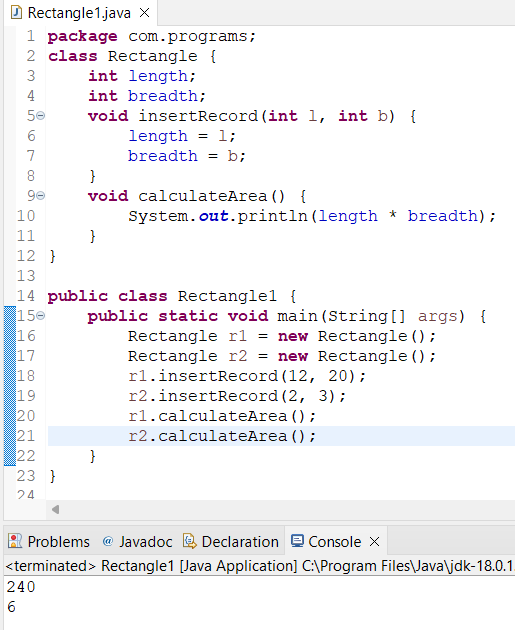 Rectangle1.java
1 package com.programs;
2 class Rectangle {
3     int length;
4     int breadth;
5     void insertRecord(int l, int b) {
6         length = l;
7         breadth = b;
8     }
9     void calculateArea() {
10         System.out.println(length * breadth);
11     }
12 }
13
14 public class Rectangle1 {
15     public static void main(String[] args) {
16         Rectangle r1 = new Rectangle();
17         Rectangle r2 = new Rectangle();
18         r1.insertRecord(12, 20);
19         r2.insertRecord(2, 3);
20         r1.calculateArea();
21         r2.calculateArea();
22     }
23 }
24
Problems @ Javadoc Declaration Console
<terminated> Rectangle1 [Java Application] C:\Program Files\Java\jdk-18.0.1
240
6